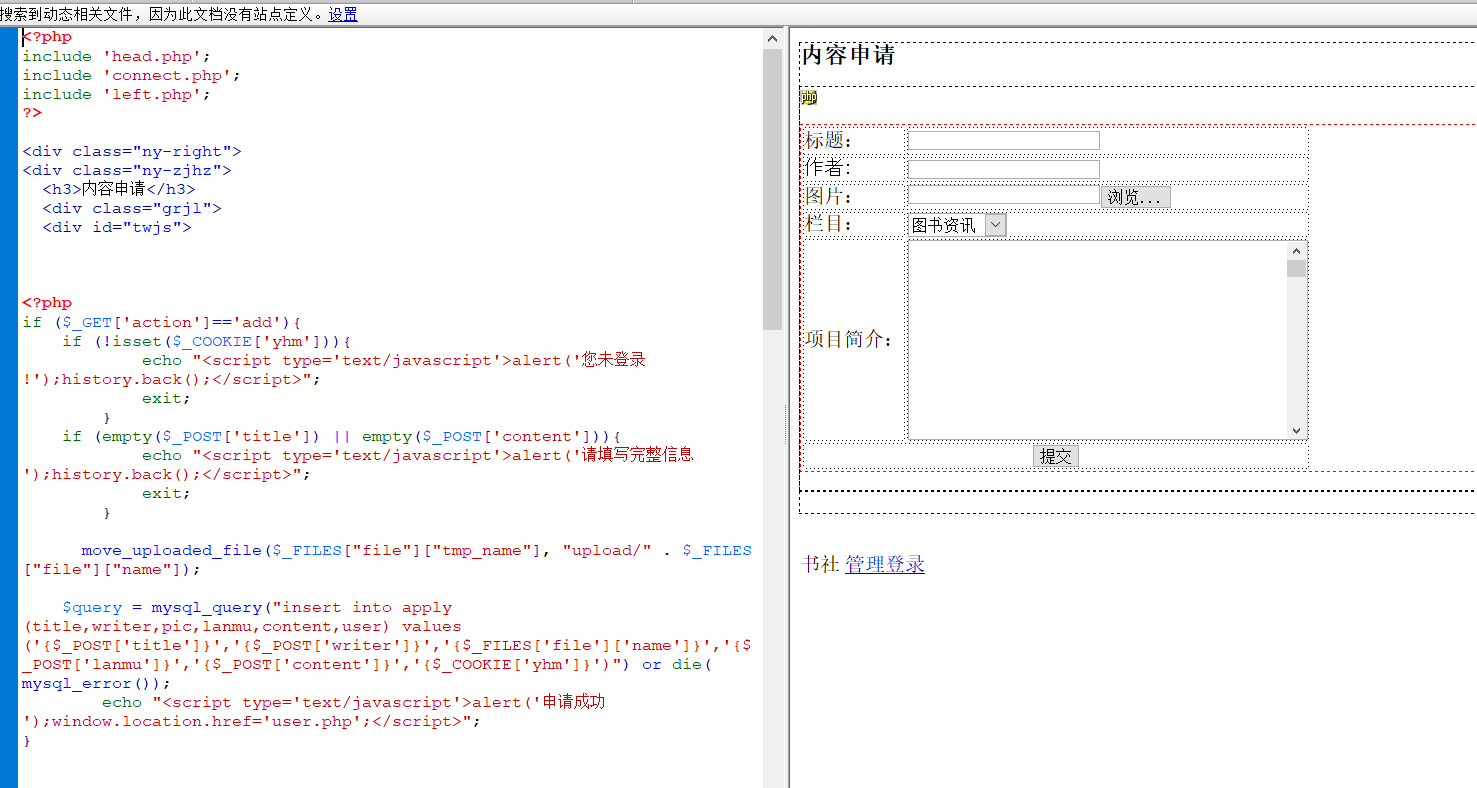 搜索到动态相关文件，因为此文档没有站点定义。设置
<?php
include 'head.php';
include 'connect.php';
include 'left.php';
?>
<div class="ny-right">
<div class="ny-zjhz">
<h3>内容申请</h3>
<div class="grjl">
<div id="twjs">
<?php
if ($_GET['action']=='add'){
if (!isset($_COOKIE['yhm'])){
echo "<script type='text/javascript'>alert('您未登录
!');history.back();</script>";
exit;
}
if (empty($_POST['title']) || empty($_POST['content'])){
echo "<script type='text/javascript'>alert('请填写完整信息
');history.back();</script>";
exit;
}
move_uploaded_file($_FILES["file"]["tmp_name"], "upload/" . $_FILES
["file"]["name"]);
$query = mysql_query("insert into apply
(title,writer,pic,lanmu,content,user) values
('{$_POST['title']}','{$_POST['writer']}','{$_FILES['file']['name']}','{$
_POST['lanmu']}','{$_POST['content']}','{$_COOKIE['yhm']}')") or die(
mysql_error());
echo "<script type='text/javascript'>alert('申请成功
');window.location.href='user.php';</script>";
}
内容申请
php
标题：
作者：
图片： 浏览...
栏目： 图书资讯
项目简介：
提交
书社 管理登录